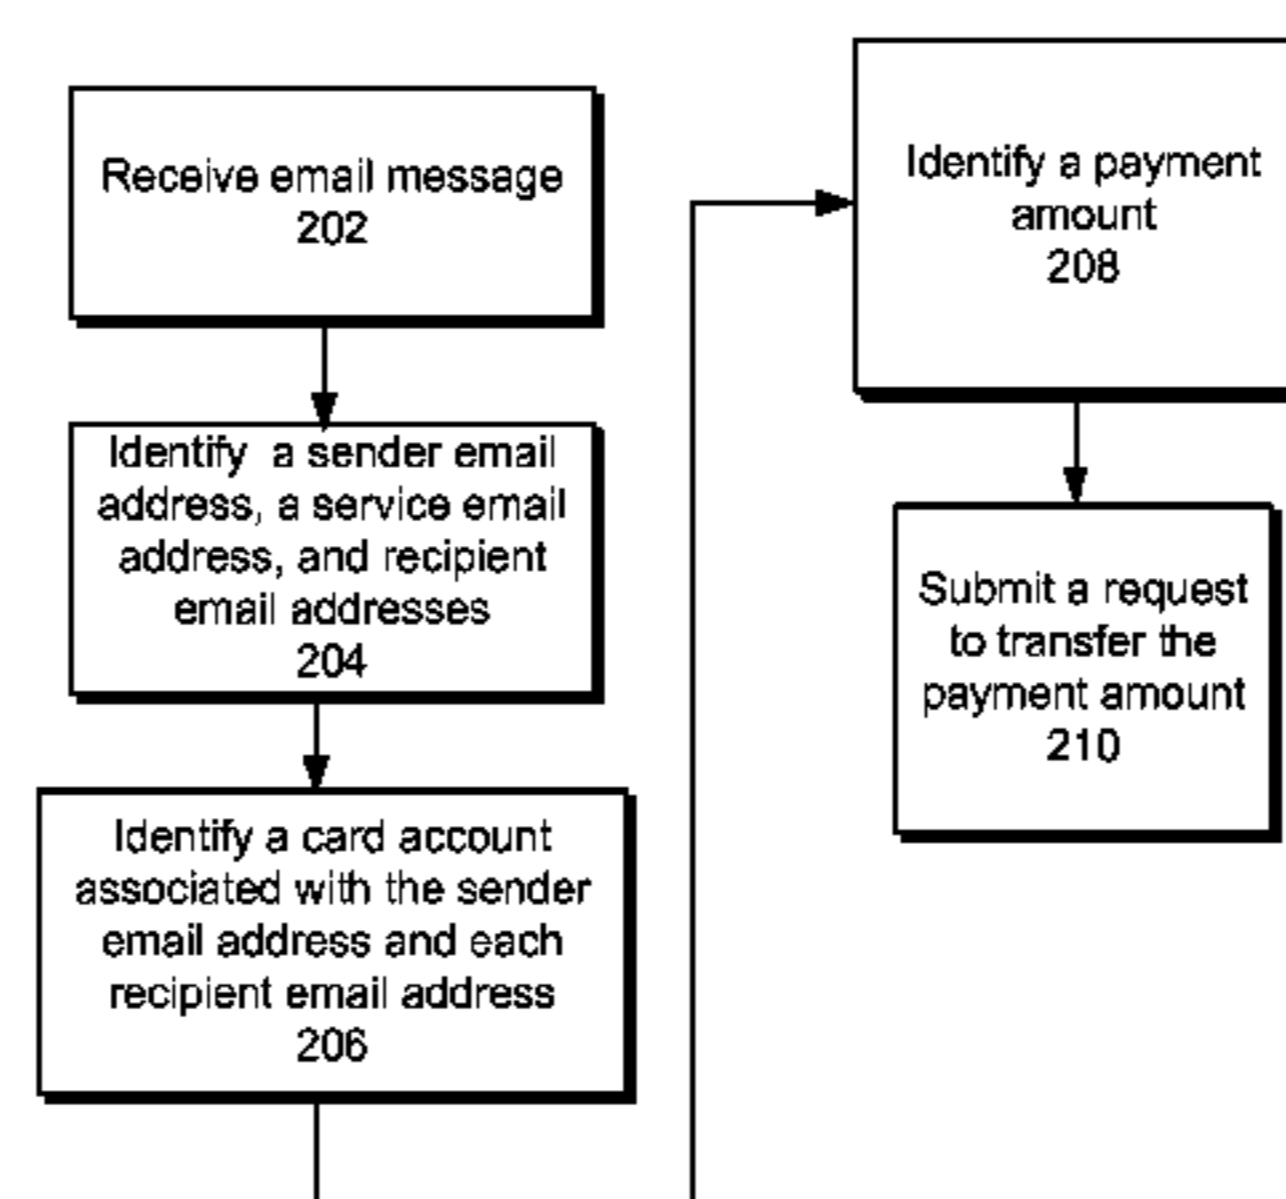 Receive email message
202
Identify a sender email
address, a service email
address, and recipient
email addresses
204
Identify a card account
associated with the sender
email address and each
recipient email address
206
Identify a payment
amount
208
Submit a request
to transfer the
payment amount
210